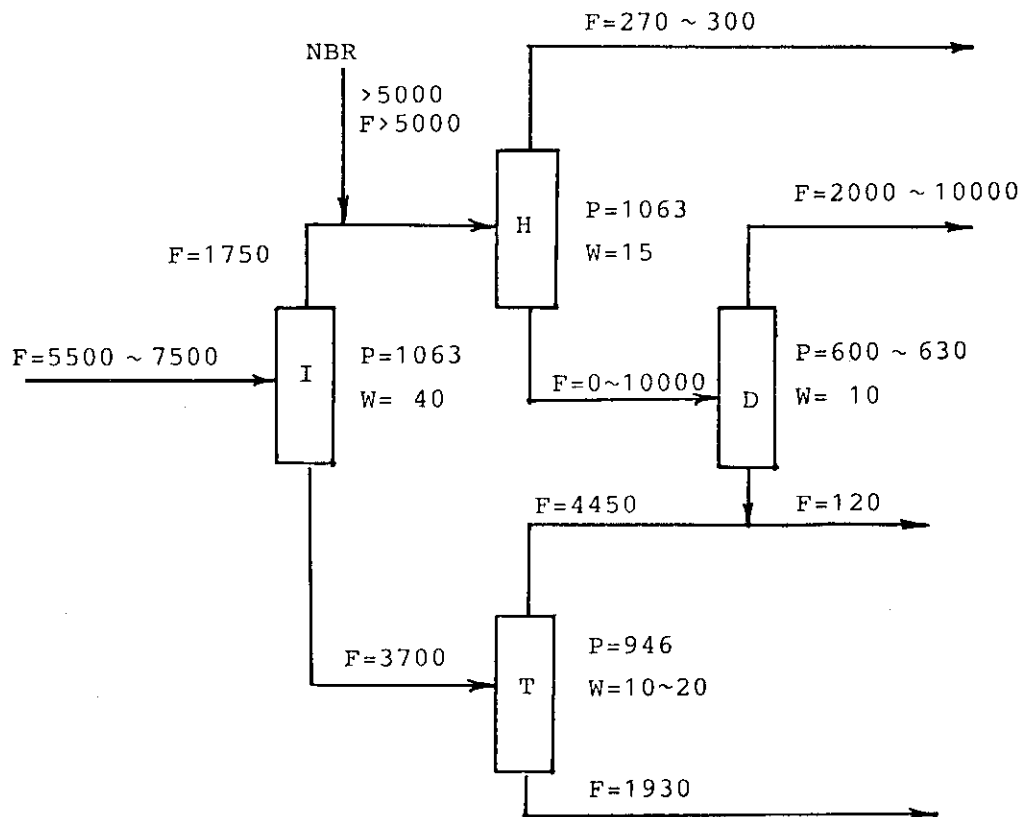 F=270 ~ 300
NBR
>5000
F>5000
F=2000 ~ 10000
P=1063
H
W=15
F=1750
F=5500 ~ 7500
P=1063
I
W= 40
P=600 ~ 630
F=0~10000
D
W= 10
F=4450
F=120
P=946
F=3700
T
W=10~20
F=1930